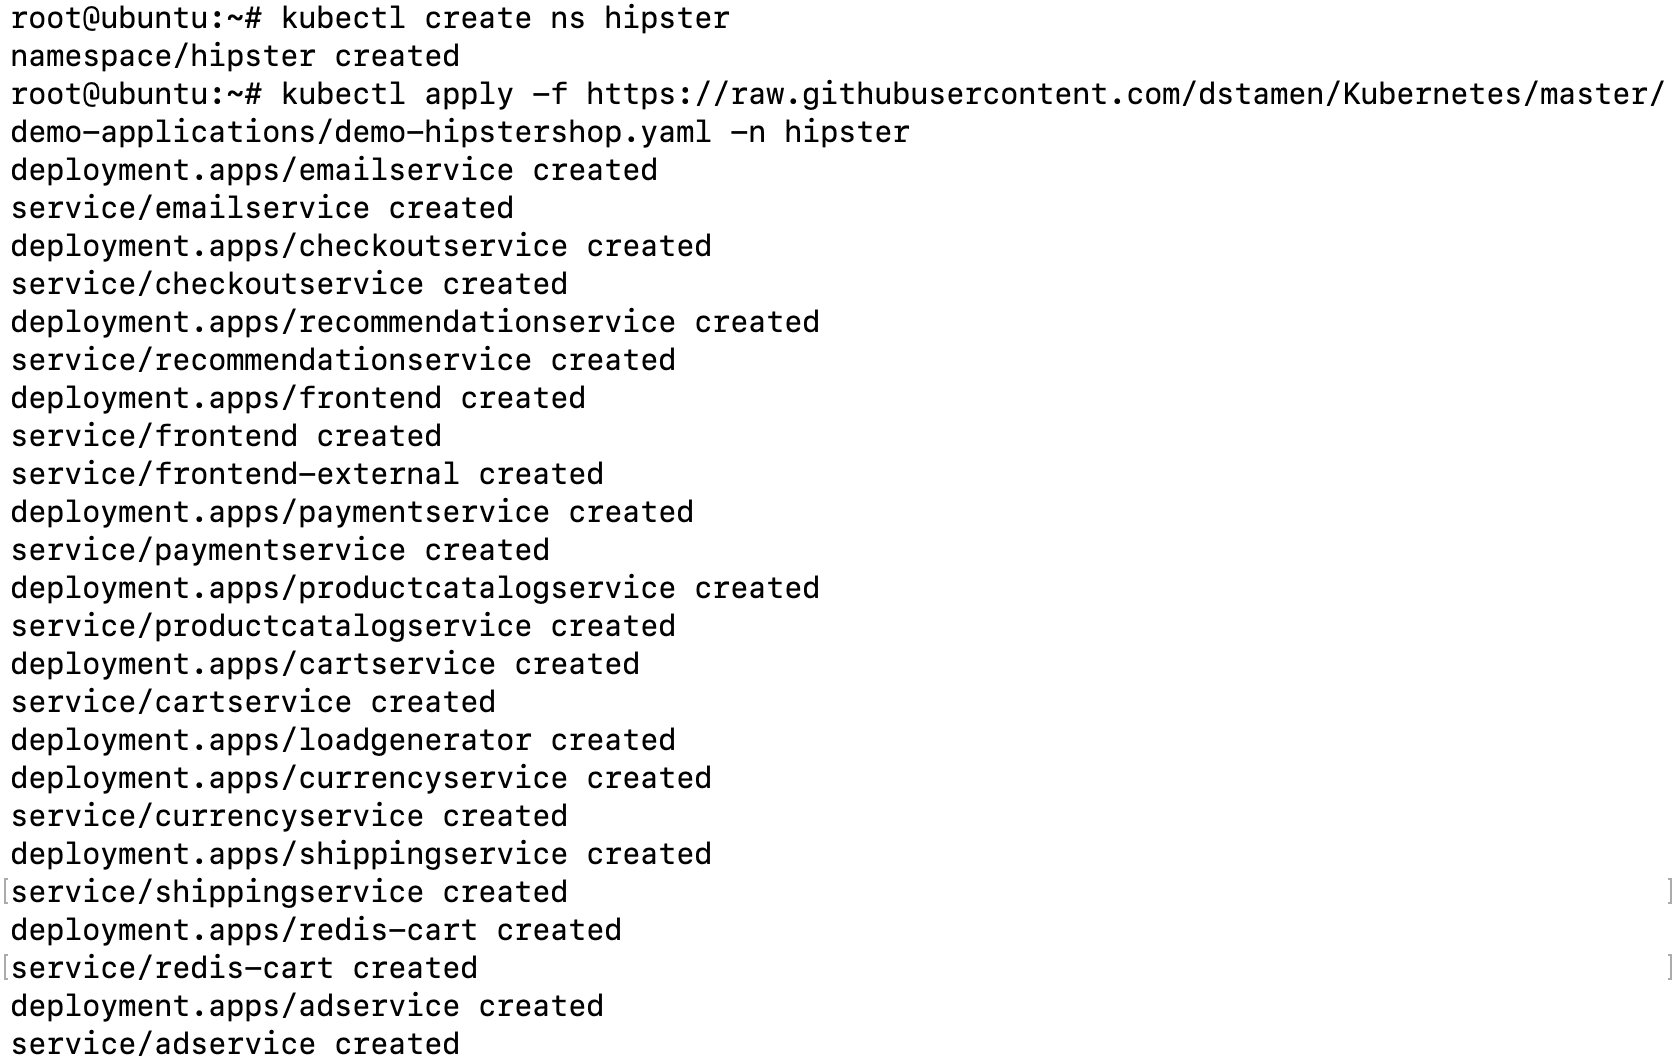 root@ubuntu:~# kubectl create ns hipster
namespace/hipster created
root@ubuntu:~# kubectl apply -f https://raw.githubusercontent.com/dstamen/Kubernetes/master/
demo-applications/demo-hipstershop.yaml -n hipster
deployment.apps/emailservice created
service/emailservice created
deployment.apps/checkoutservice created
service/checkoutservice created
deployment.apps/recommendationservice created
service/recommendationservice created
deployment.apps/frontend created
service/frontend created
service/frontend-external created
deployment.apps/paymentservice created
service/paymentservice created
deployment.apps/productcatalogservice created
service/productcatalogservice created
deployment.apps/cartservice created
service/cartservice created
deployment.apps/loadgenerator created
deployment.apps/currencyservice created
service/currencyservice created
deployment.apps/shippingservice created
[service/shippingservice created ]
deployment.apps/redis-cart created
[service/redis-cart created ]
deployment.apps/adservice created
service/adservice created